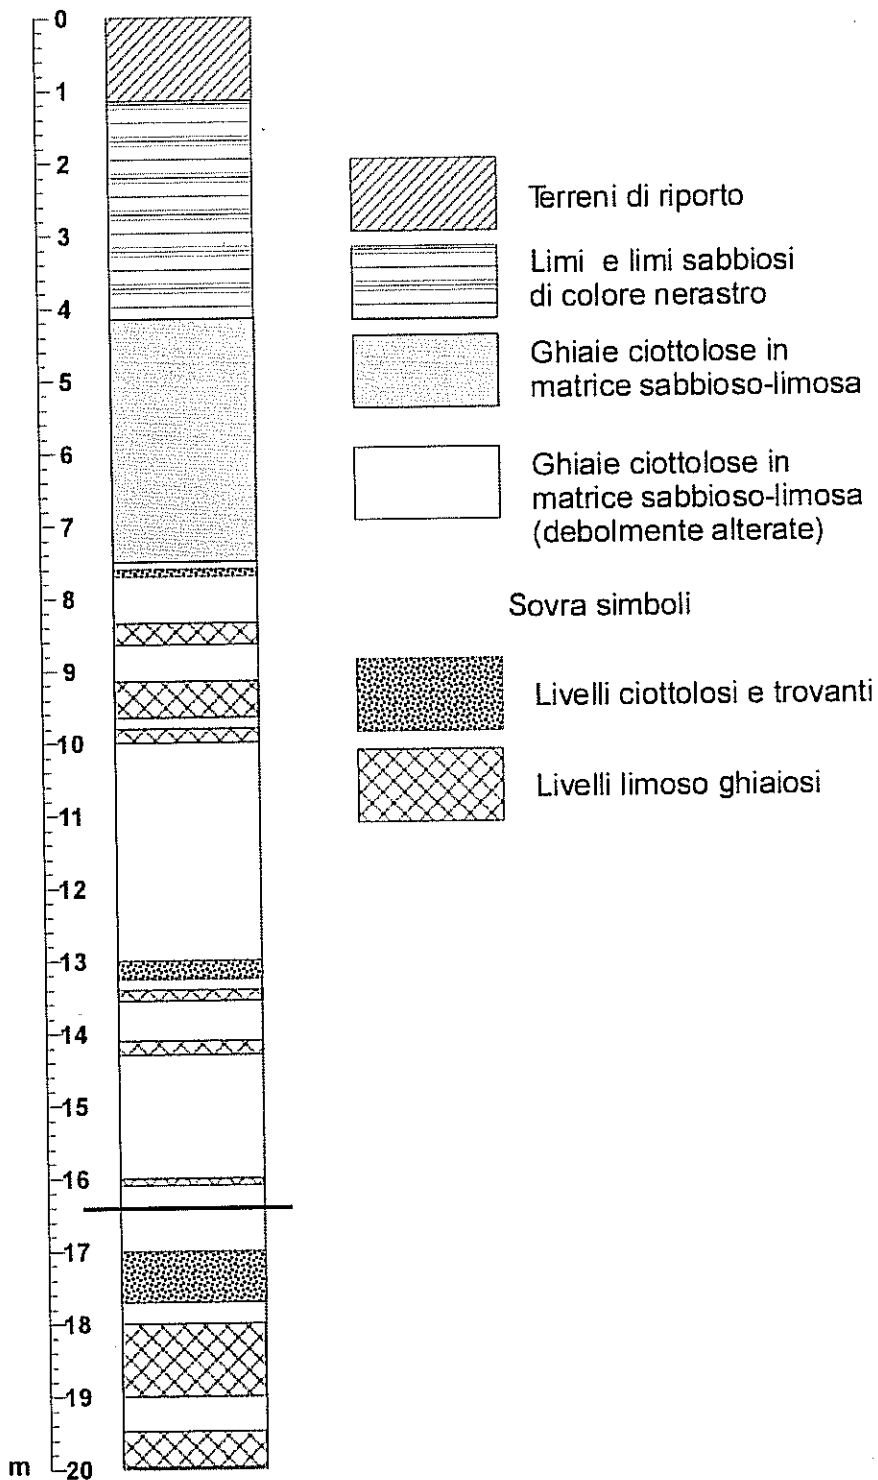 0
1
2
3
4
5
6
7
8
9
10
11
12
13
14
15
16
17
18
19
m 20
Terreni di riporto
Limi e limi sabbiosi
di colore nerastro
Ghiaie ciottolose in
matrice sabbioso-limosa
Ghiaie ciottolose in
matrice sabbioso-limosa
(debolmente alterate)
Sovra simboli
Livelli ciottolosi e trovanti
Livelli limoso ghiaiosi